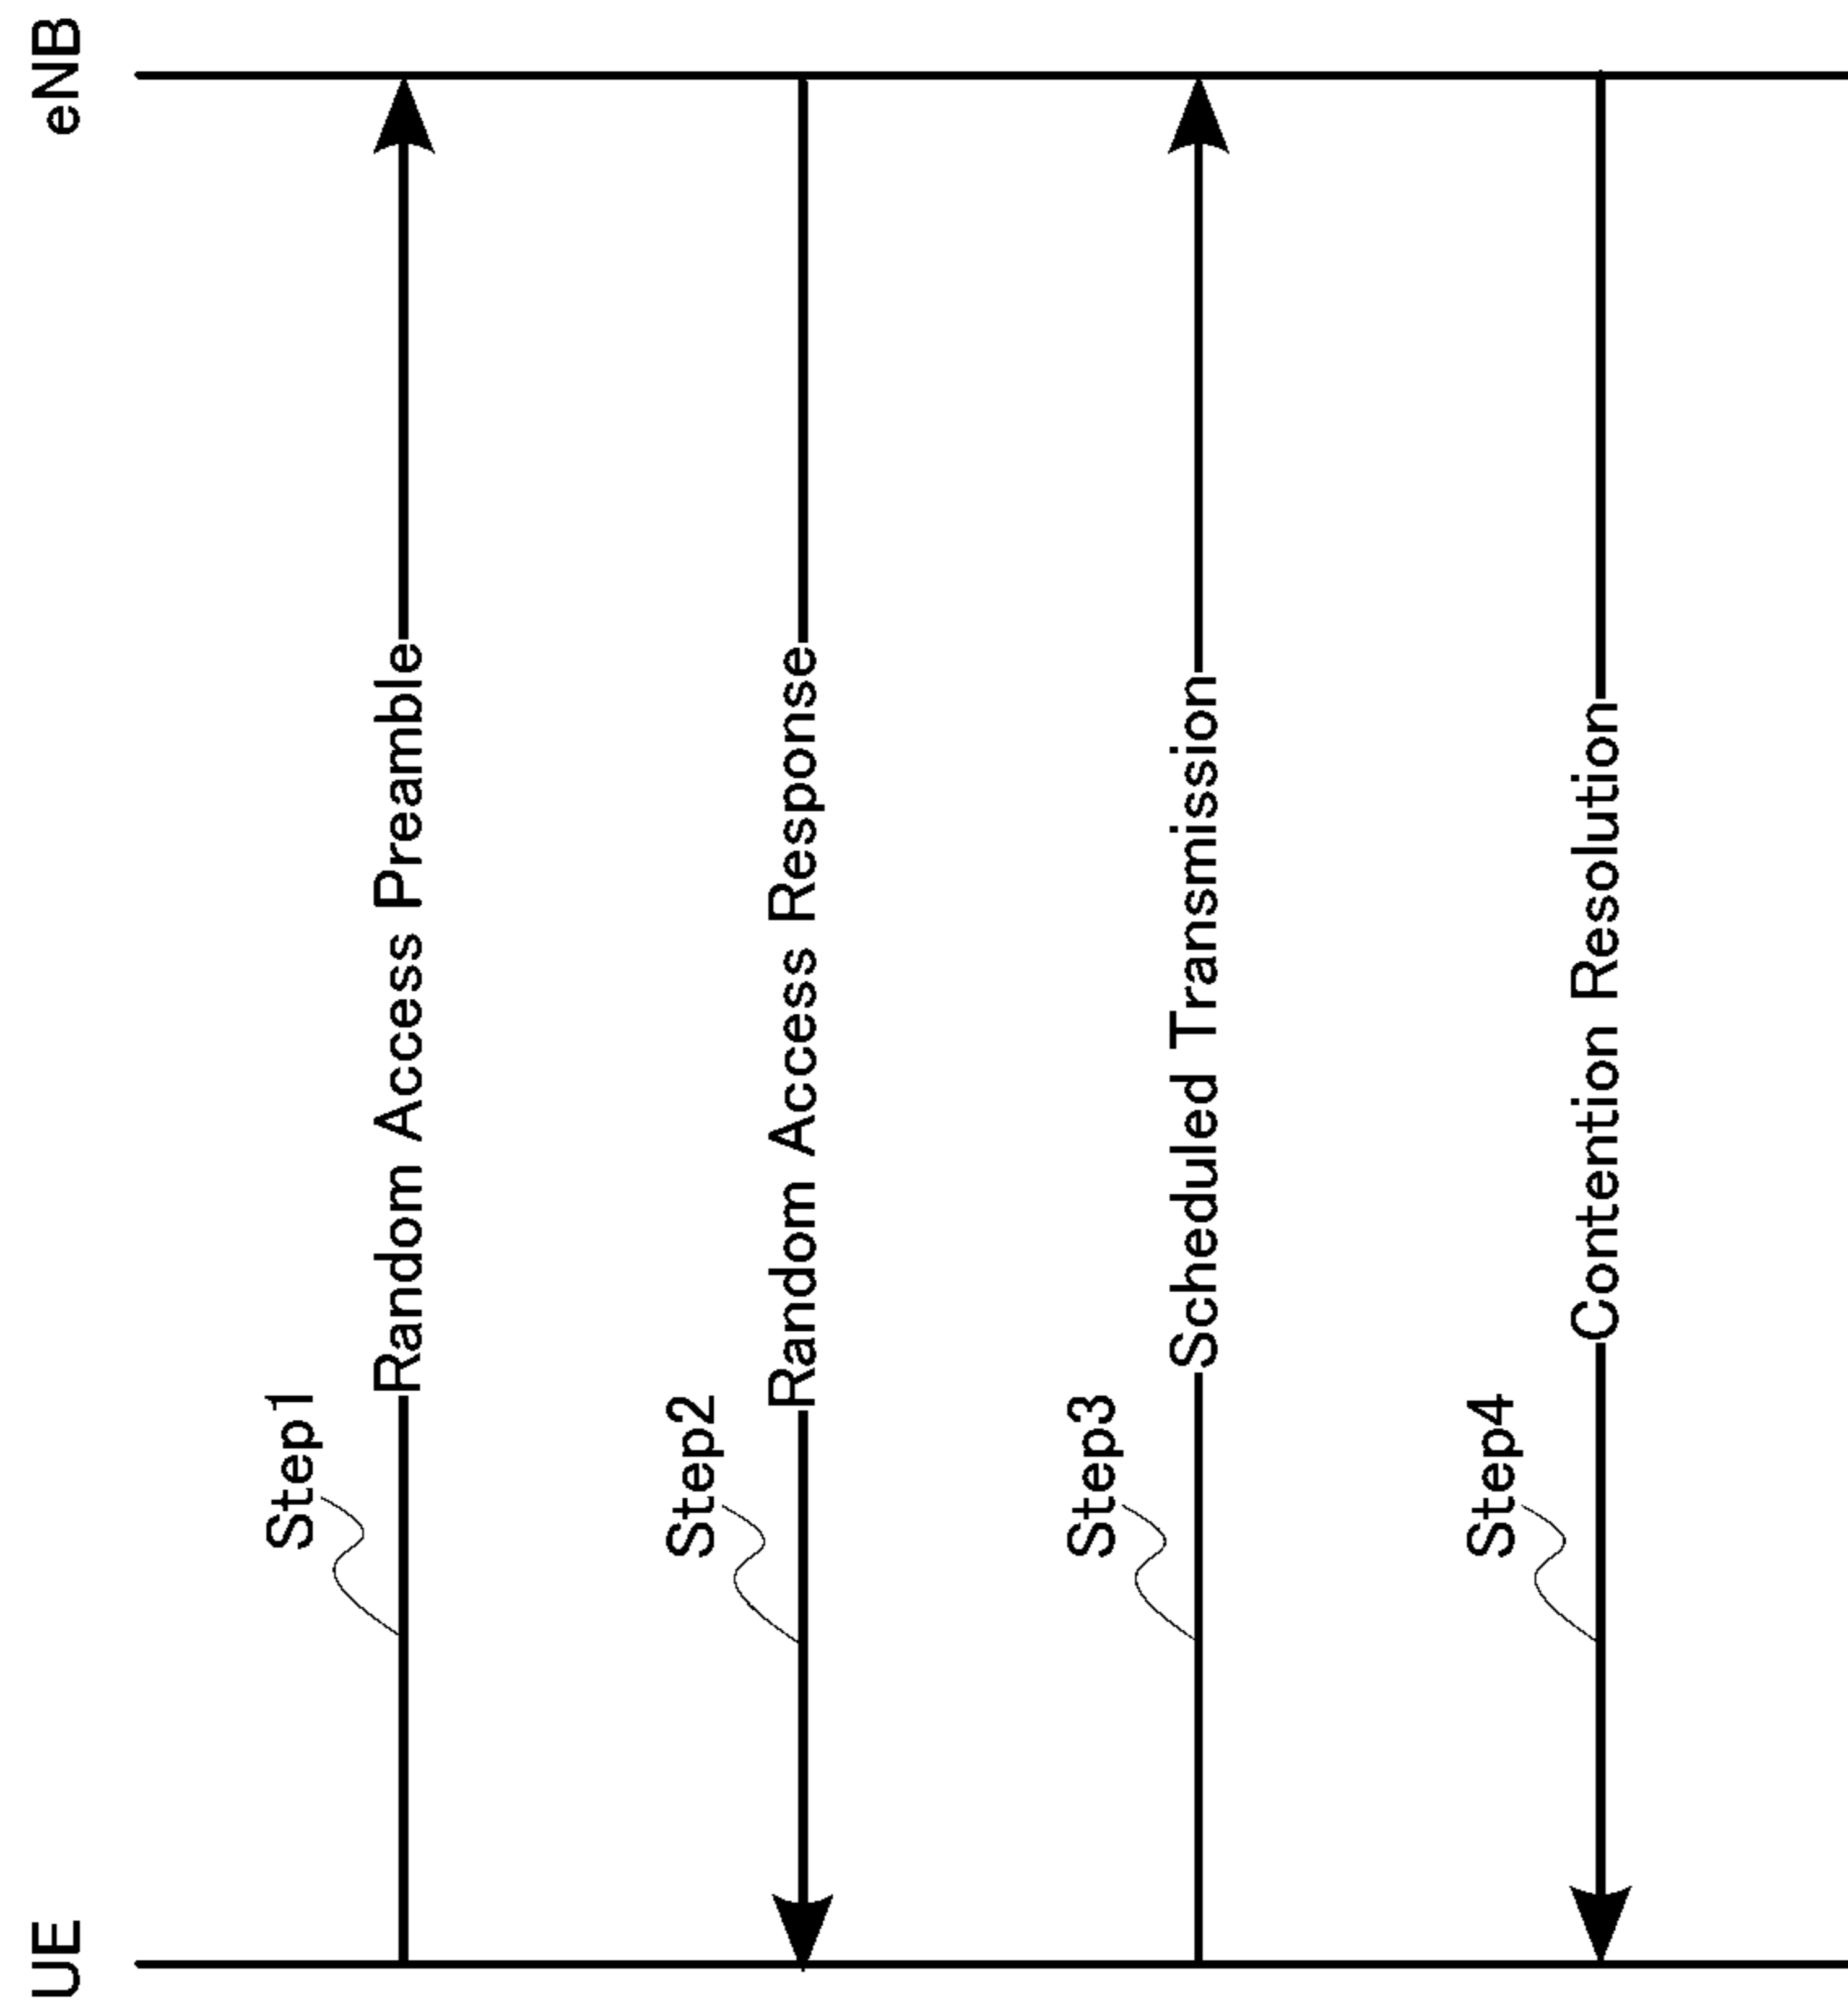 UE
eNB
Step1
Random Access Preamble
Step2
Random Access Response
Step3
Scheduled Transmission
Step4
Contention Resolution